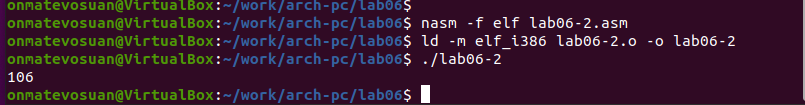 onmatevosuan@VirtualBox:~/work/arch-pc/lab06$
onmatevosuan@VirtualBox:~/work/arch-pc/lab06$ nasm -f elf lab06-2.asm
onmatevosuan@VirtualBox:~/work/arch-pc/lab06$ ld -m elf_i386 lab06-2.o -o lab06-2
onmatevosuan@VirtualBox:~/work/arch-pc/lab06$ ./lab06-2
106
onmatevosuan@VirtualBox:~/work/arch-pc/lab06$